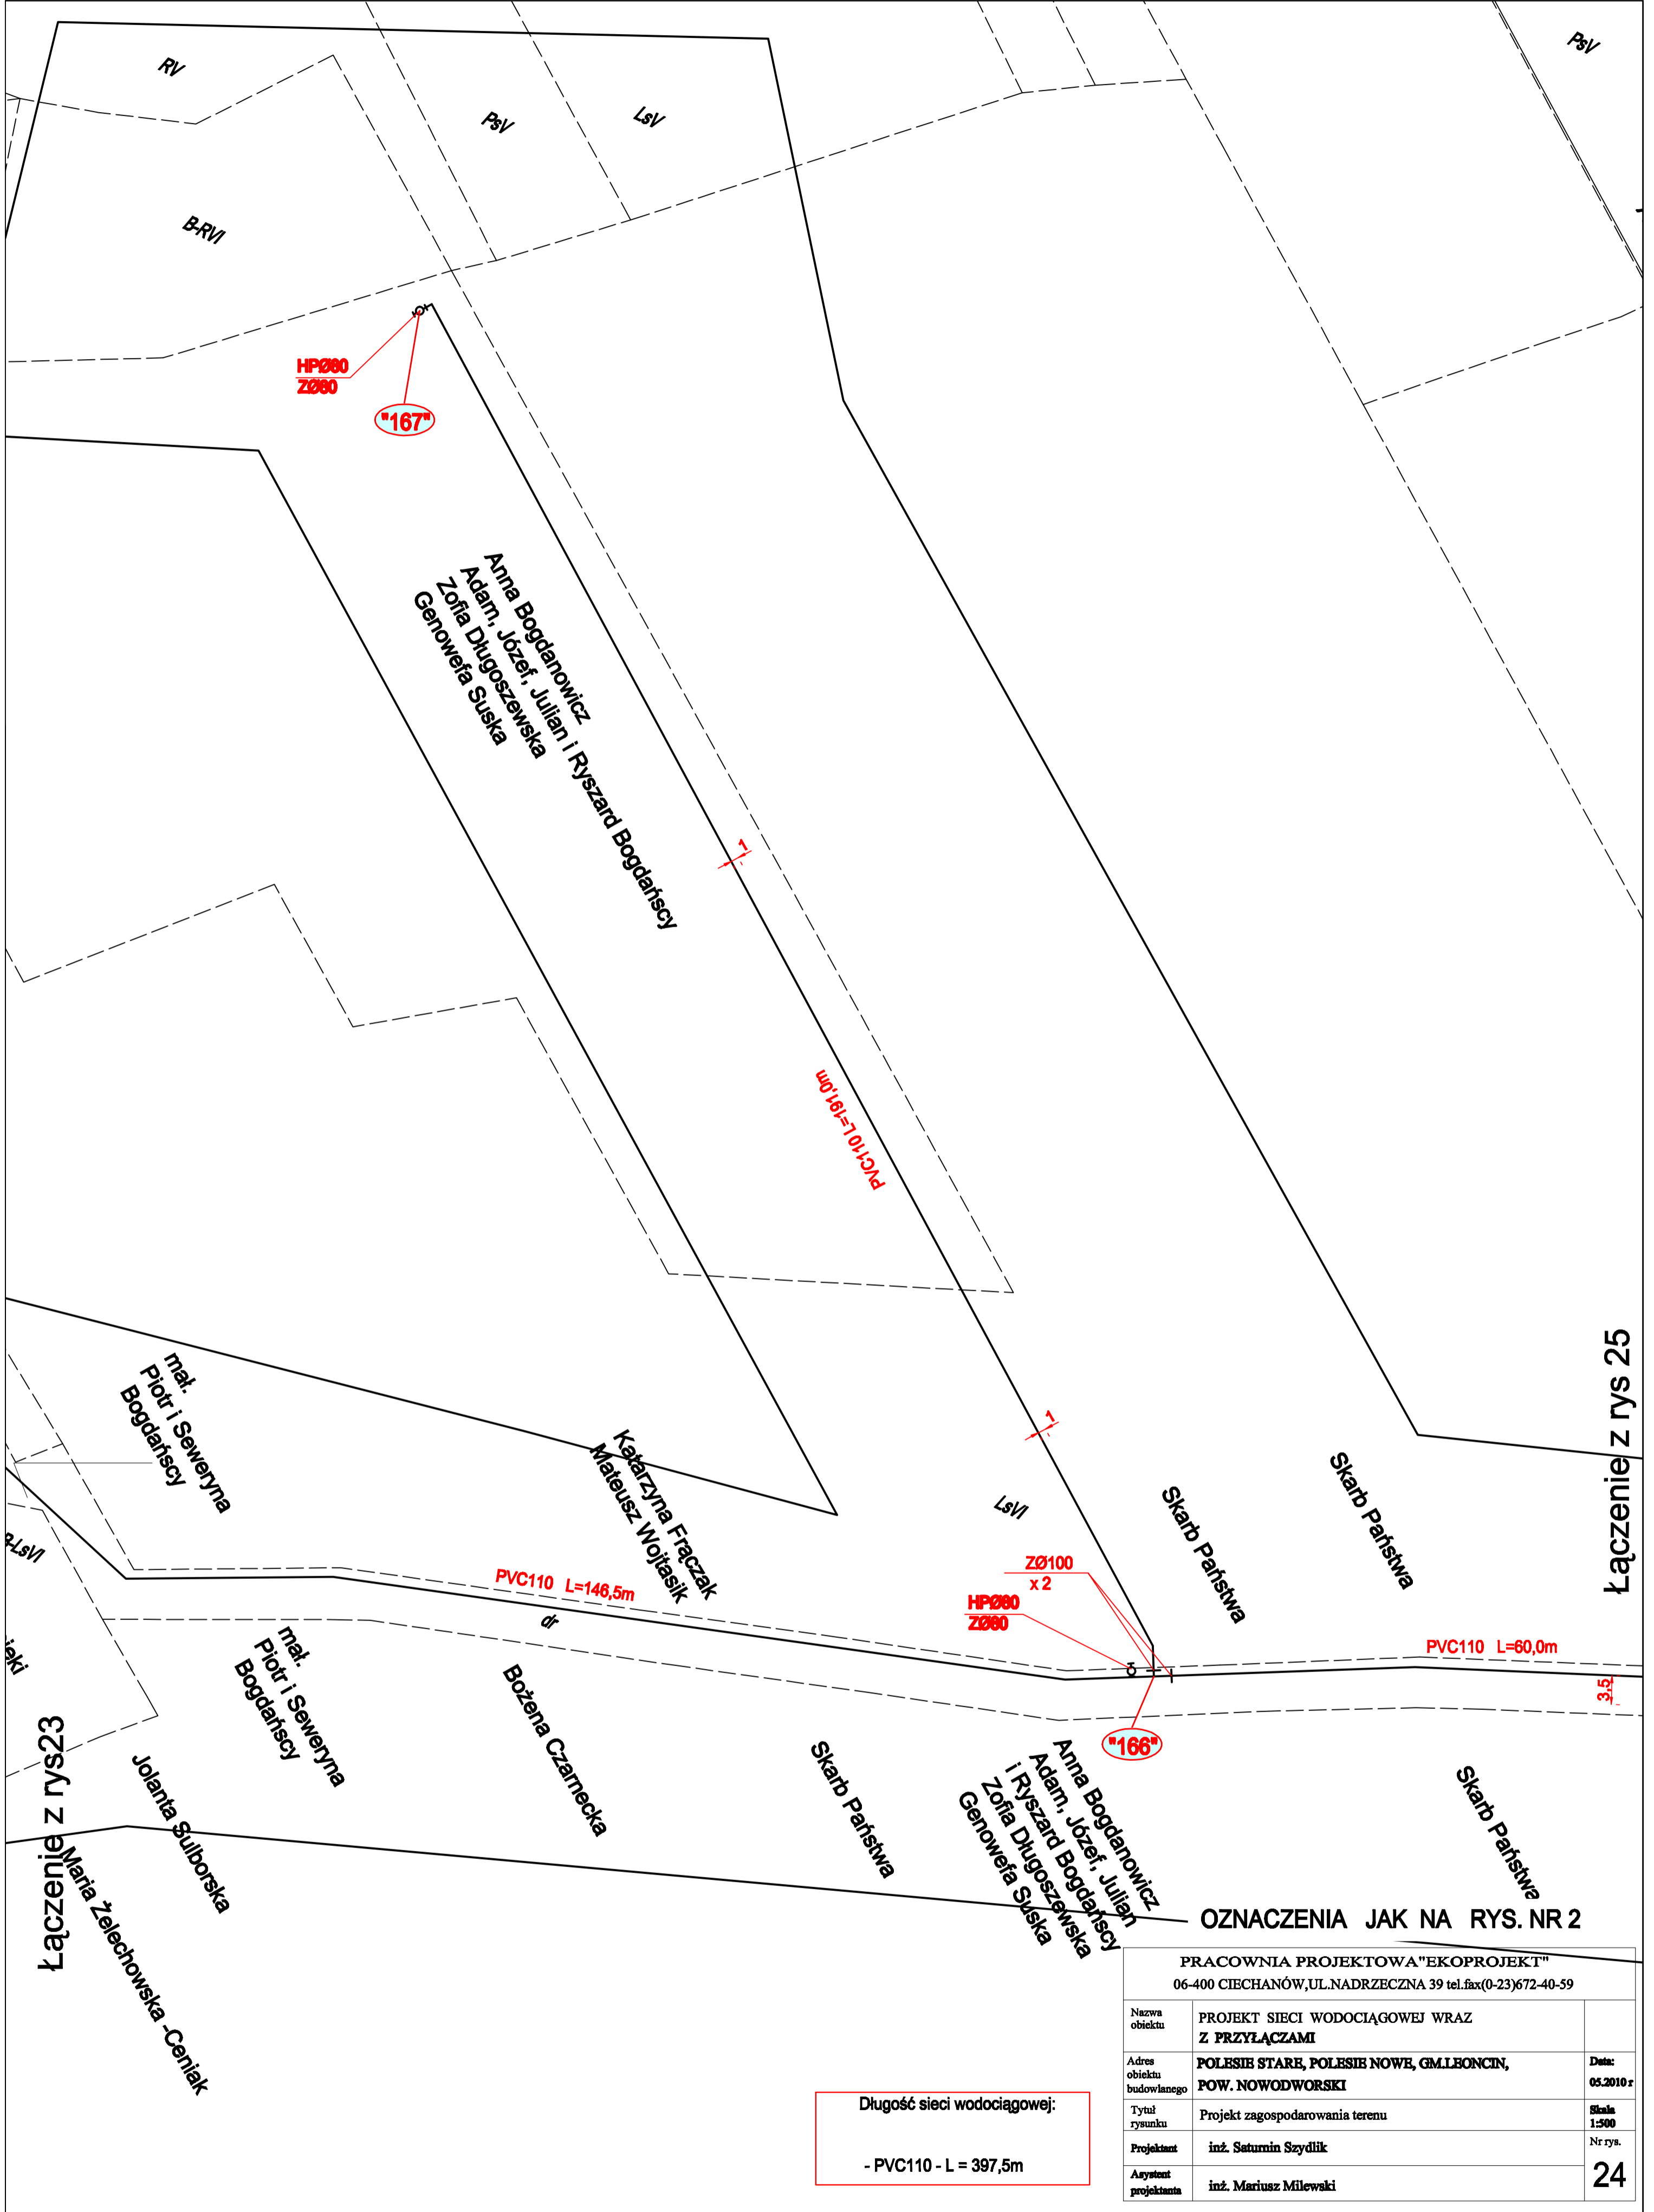 RV
PsV
LsV
PsV
B-RVI
HPØ80
ZØ80
"167"
Anna Bogdanowicz
Adam, Józef, Julian i Ryszard Bogdańscy
Zofia Długoszewska
Genowefa Suska
1
PVC110 L=191,0m
1
mał.
Piotr i Seweryna
Bogdańscy
Katarzyna Frączak
Mateusz Wojtasik
LsVI
Skarb Państwa
Skarb Państwa
Łączenie z rys 25
-LsVI
PVC110 L=146,5m
dr
ZØ100
x 2
HPØ80
ZØ80
PVC110 L=60,0m
3,5
"166"
mał.
Piotr i Seweryna
Bogdańscy
Bożena Czarnecka
Skarb Państwa
Anna Bogdanowicz
Adam, Józef, Julian
i Ryszard Bogdańscy
Zofia Długoszewska
Genowefa Suska
Skarb Państwa
Łączenie z rys23
Jolanta Sulborska
Maria Żelechowska -Ceniak
OZNACZENIA JAK NA RYS. NR 2
PRACOWNIA PROJEKTOWA"EKOPROJEKT"
06-400 CIECHANÓW,UL.NADRZECZNA 39 tel.fax(0-23)672-40-59
Nazwa
obiektu
PROJEKT SIECI WODOCIĄGOWEJ WRAZ
Z PRZYŁĄCZAMI
Adres
obiektu
budowlanego
POLESIE STARE, POLESIE NOWE, GM.LEONCIN,
POW. NOWODWORSKI
Data:
05.2010 r
Tytuł
rysunku
Projekt zagospodarowania terenu
Skala
1:500
Projektant
inż. Saturnin Szydlik
Nr rys.
24
Asystent
projektanta
inż. Mariusz Milewski
Długość sieci wodociągowej:
- PVC110 - L = 397,5m